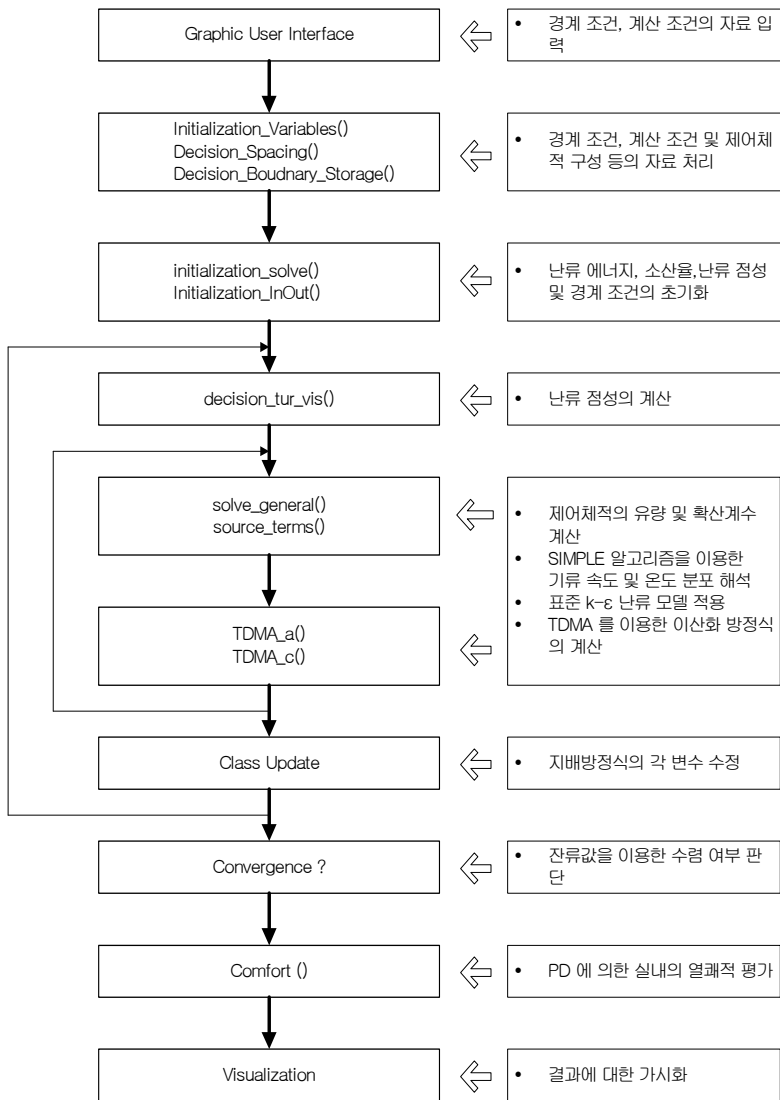 Graphic User Interface
• 경계 조건, 계산 조건의 자료 입
력
Initialization_Variables()
Decision_Spacing()
Decision_Boudnary_Storage()
• 경계 조건, 계산 조건 및 제어체
적 구성 등의 자료 처리
initialization_solve()
Initialization_InOut()
• 난류 에너지, 소산율,난류 점성
및 경계 조건의 초기화
decision_tur_vis()
• 난류 점성의 계산
solve_general()
source_terms()
TDMA_a()
TDMA_c()
• 제어체적의 유량 및 확산계수
계산
• SIMPLE 알고리즘을 이용한
기류 속도 및 온도 분포 해석
• 표준 k-ε 난류 모델 적용
• TDMA 를 이용한 이산화 방정식
의 계산
Class Update
• 지배방정식의 각 변수 수정
Convergence ?
• 잔류값을 이용한 수렴 여부 판
단
Comfort ()
• PD 에 의한 실내의 열쾌적 평가
Visualization
• 결과에 대한 가시화